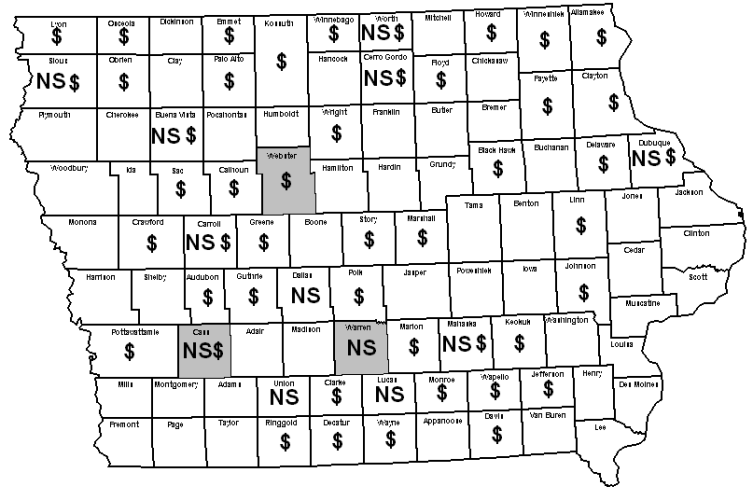 Lyon
$
Osceola
$
Dickinson
Emmet
$
Kossuth
$
Winnebago
$
Worth
NS $
Mitchell
Howard
$
Winneshiek
$
Allamakee
$
Sioux
NS $
Obrien
$
Clay
Palo Alto
$
Hancock
Cerro Gordo
NS $
Floyd
$
Chickasaw
Fayette
$
Clayton
$
Plymouth
Cherokee
Buena Vista
NS $
Pocahontas
Humboldt
Wright
$
Franklin
Butler
Bremer
Woodbury
Ida
Sac
$
Calhoun
$
Webster
$
Hamilton
Hardin
Grundy
Black Hawk
$
Buchanan
Delaware
$
Dubuque
NS $
Monona
Crawford
$
Carroll
NS $
Greene
$
Boone
Story
$
Marshall
$
Tama
Benton
Linn
$
Jones
Jackson
Clinton
Cedar
Harrison
Shelby
Audubon
$
Guthrie
$
Dallas
NS
Polk
$
Jasper
Poweshiek
Iowa
Johnson
$
Scott
Muscatine
Pottawattamie
$
Cass
NS$
Adair
Madison
Warren
NS
Marion
$
Mahaska
NS $
Keokuk
$
Washington
Louisa
Mills
Montgomery
Adams
Union
NS
Clarke
$
Lucas
NS
Monroe
$
Wapello
$
Jefferson
$
Henry
Des Moines
Fremont
Page
Taylor
Ringgold
$
Decatur
$
Wayne
$
Appanoose
Davis
$
Van Buren
Lee